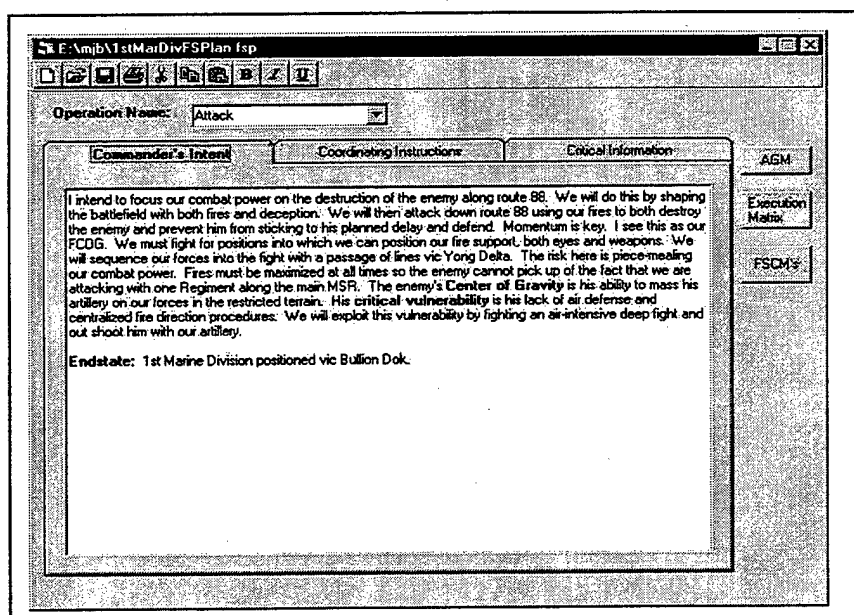 E:\mjb\1stMarDivFSPlan.fsp
B I U
Operation Name: Attack
Commander's Intent Coordinating Instructions Critical Information
AGM
Execution
Matrix
FSCM's
I intend to focus our combat power on the destruction of the enemy along route 88. We will do this by shaping
the battlefield with both fires and deception. We will then attack down route 88 using our fires to both destroy
the enemy and prevent him from sticking to his planned delay and defend. Momentum is key. I see this as our
FCOG. We must fight for positions into which we can position our fire support, both eyes and weapons. We
will sequence our forces into the fight with a passage of lines vic Yong Delta. The risk here is piece-mealing
our combat power. Fires must be maximized at all times so the enemy cannot pick up of the fact that we are
attacking with one Regiment along the main MSR. The enemy's Center of Gravity is his ability to mass his
artillery on our forces in the restricted terrain. His critical vulnerability is his lack of air defense and
centralized fire direction procedures. We will exploit this vulnerability by fighting an air-intensive deep fight and
out shoot him with our artillery.
Endstate: 1st Marine Division positioned vic Bullion Dok.